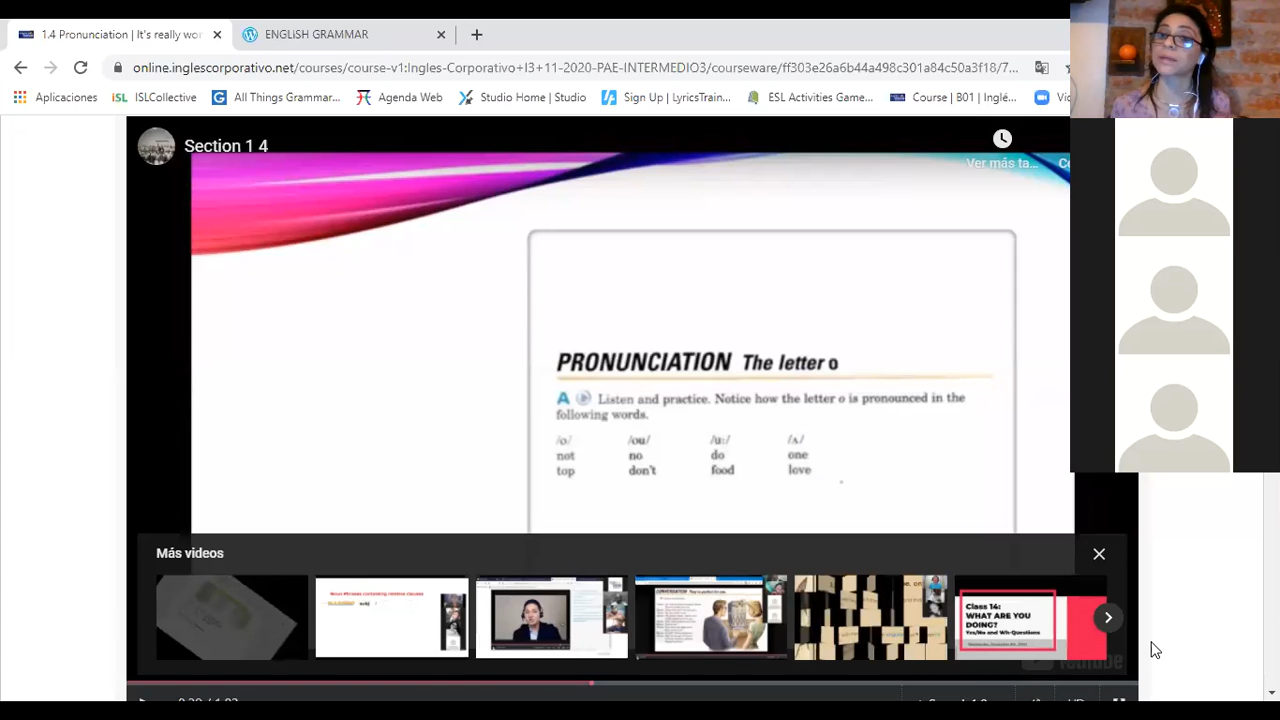 1.4 Pronunciation | It's really wor
ENGLISH GRAMMAR
online.inglescorporativo.net/courses/course-v1:Ingles-Corporativo+I3+11-2020-PAE-INTERMEDIO3/courseware/ff303e26a6b44a498c301a84c50a3f18/7...
Aplicaciones
iSL ISLCollective
All Things Grammar...
Agenda Web
Studio Home | Studio
Sign Up | LyricsTrain...
ESL Activities Game...
Course | B01 | Inglé...
Section 1 4
Ver más ta...
PRONUNCIATION The letter o
A Listen and practice. Notice how the letter o is pronounced in the
following words.
/ɒ/ /ou/ /u:/ /ʌ/
not no do one
top don't food love
Más videos
Class 14:
WHAT ARE YOU
DOING?
Yes/No and Wh-Questions
YouTube